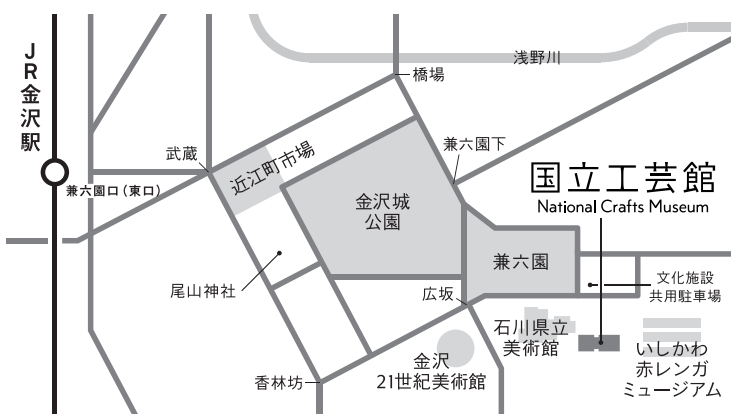 JR金沢駅
兼六園口（東口）
武蔵
近江町市場
橋場
浅野川
兼六園下
金沢城
公園
国立工芸館
National Crafts Museum
兼六園
尾山神社
広坂
文化施設
共用駐車場
石川県立
美術館
いしかわ
赤レンガ
ミュージアム
金沢
21世紀美術館
香林坊